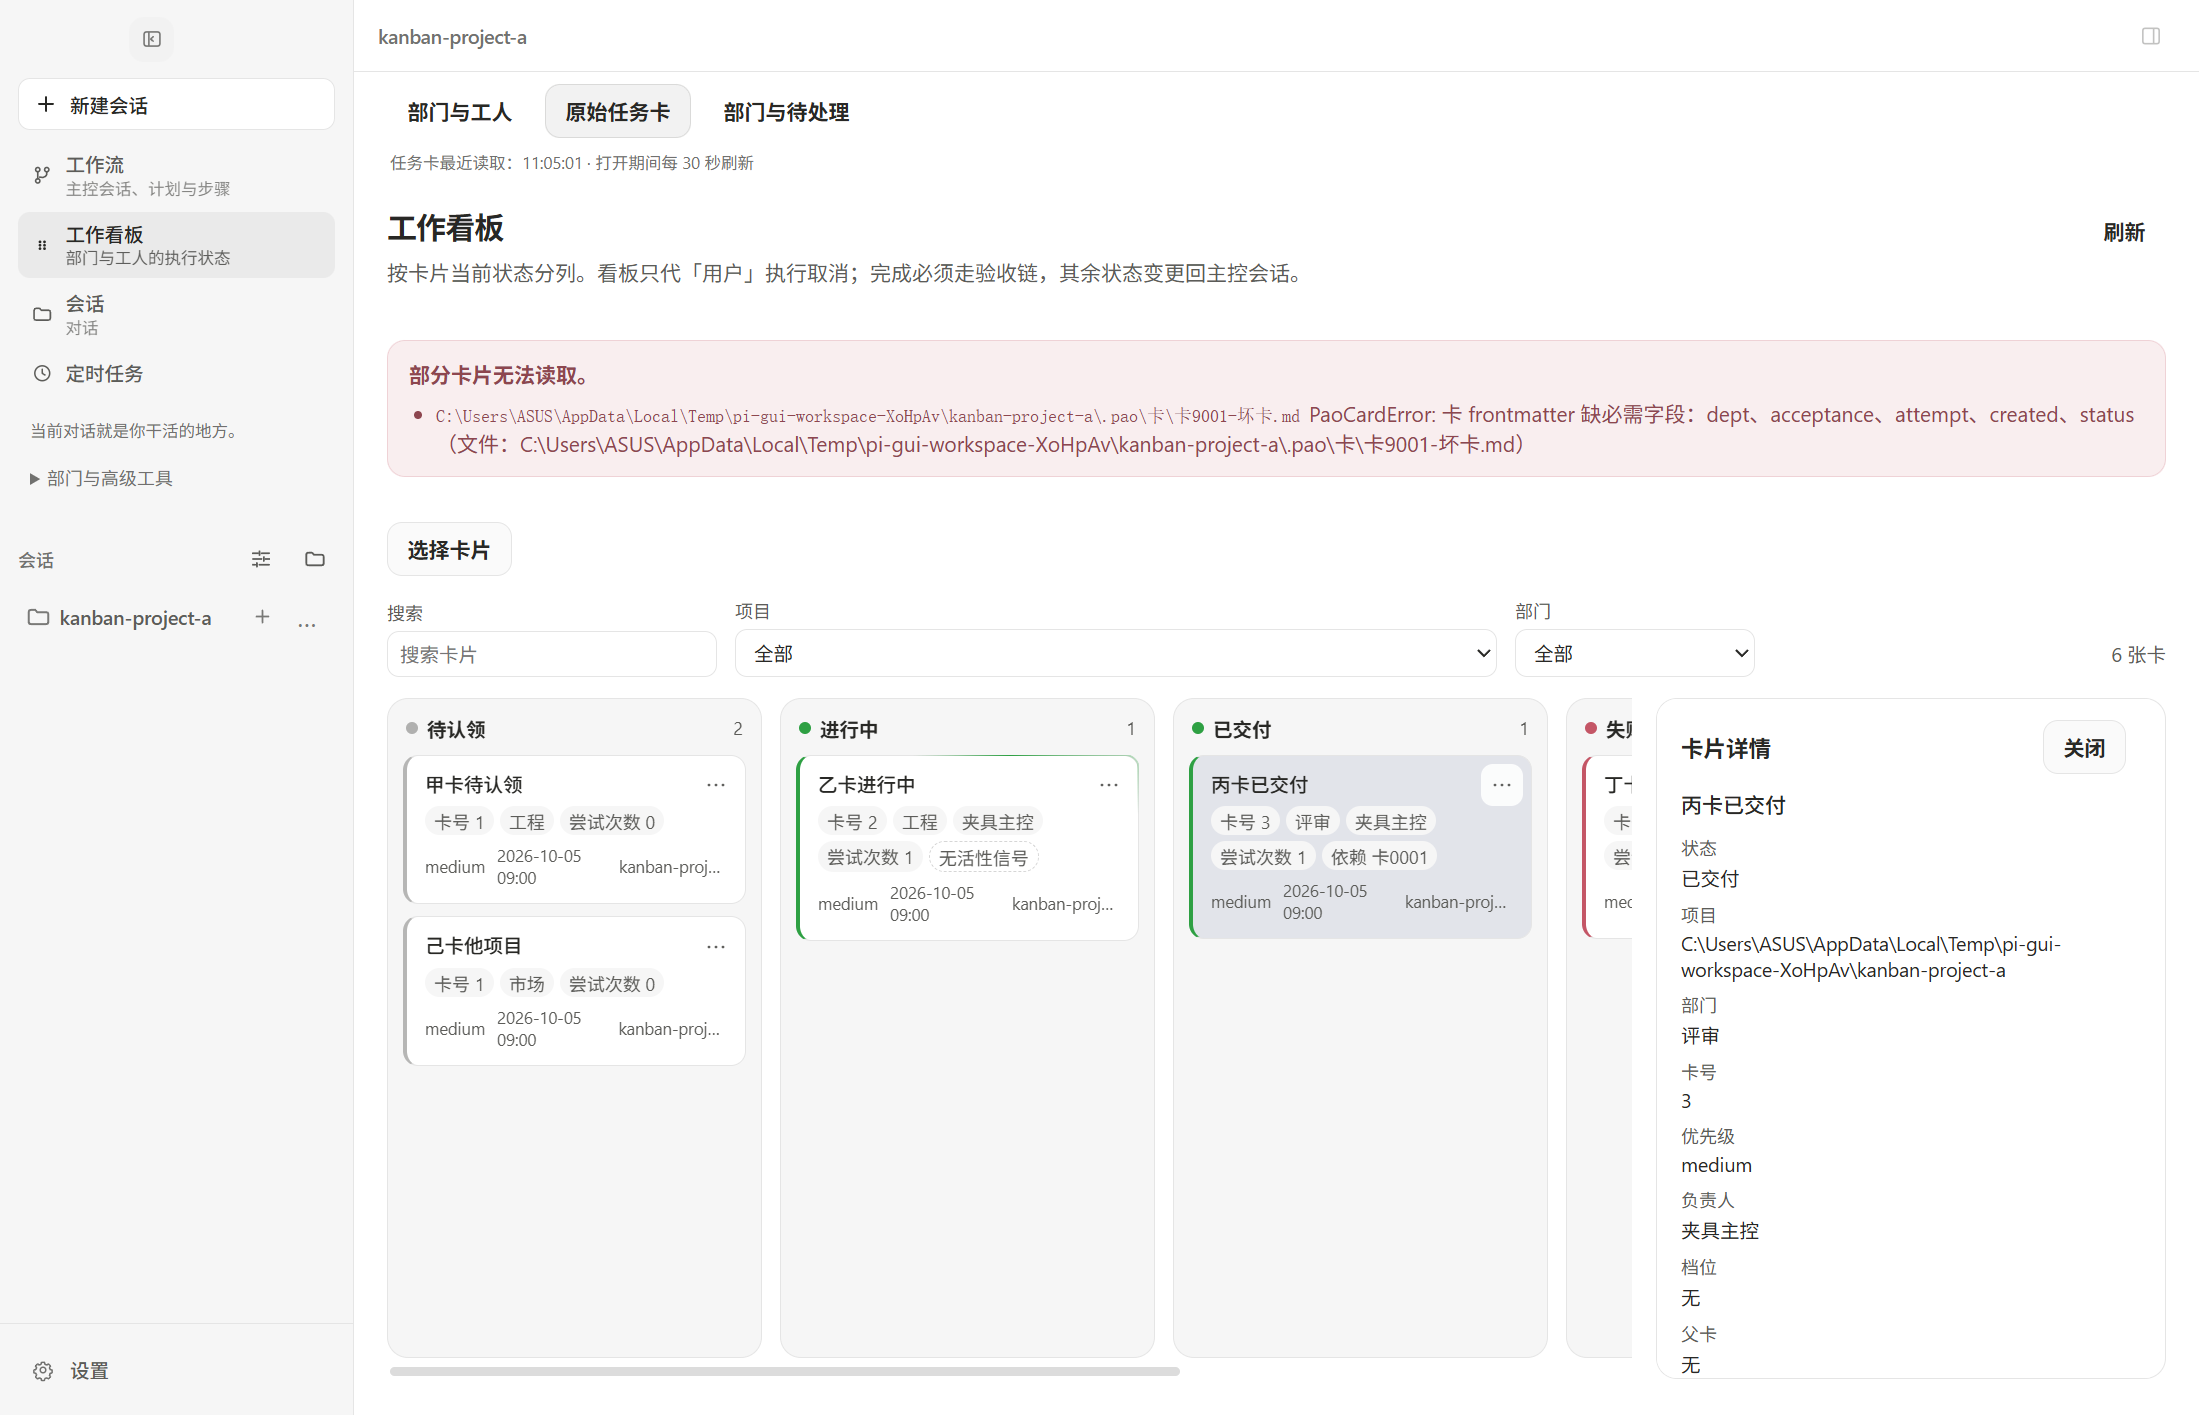 新建会话
工作流
主控会话、计划与步骤
工作看板
部门与工人的执行状态
会话
对话
定时任务
当前对话就是你干活的地方。
部门与高级工具
会话
kanban-project-a
设置
kanban-project-a
部门与工人
原始任务卡
部门与待处理
任务卡最近读取：11:05:01 · 打开期间每 30 秒刷新
工作看板
刷新
按卡片当前状态分列。看板只代「用户」执行取消；完成必须走验收链，其余状态变更回主控会话。
部分卡片无法读取。
C:\Users\ASUS\AppData\Local\Temp\pi-gui-workspace-XoHpAv\kanban-project-a\.pao\卡\卡9001-坏卡.md PaoCardError: 卡 frontmatter 缺必需字段：dept、acceptance、attempt、created、status
（文件：C:\Users\ASUS\AppData\Local\Temp\pi-gui-workspace-XoHpAv\kanban-project-a\.pao\卡\卡9001-坏卡.md）
选择卡片
搜索
搜索卡片
项目
全部
部门
全部
6 张卡
待认领 2
甲卡待认领 ...
卡号 1 工程 尝试次数 0
medium 2026-10-05 09:00 kanban-proj...
己卡他项目 ...
卡号 1 市场 尝试次数 0
medium 2026-10-05 09:00 kanban-proj...
进行中 1
乙卡进行中 ...
卡号 2 工程 夹具主控
尝试次数 1 无活性信号
medium 2026-10-05 09:00 kanban-proj...
已交付 1
丙卡已交付 ...
卡号 3 评审 夹具主控
尝试次数 1 依赖 卡0001
medium 2026-10-05 09:00 kanban-proj...
失
丁
卡
尝
med
卡片详情
关闭
丙卡已交付
状态
已交付
项目
C:\Users\ASUS\AppData\Local\Temp\pi-gui-
workspace-XoHpAv\kanban-project-a
部门
评审
卡号
3
优先级
medium
负责人
夹具主控
档位
无
父卡
无